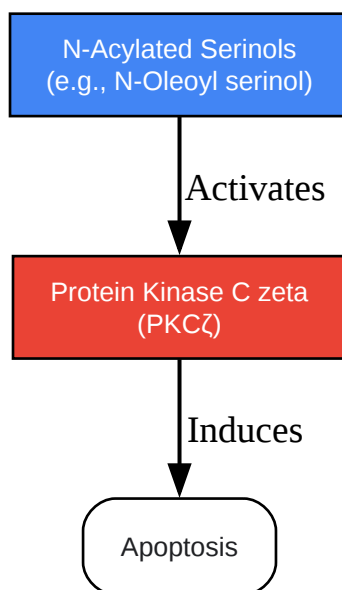 N-Acylated Serinols
(e.g., N-Oleoyl serinol)
Activates
Protein Kinase C zeta
(PKCζ)
Induces
Apoptosis